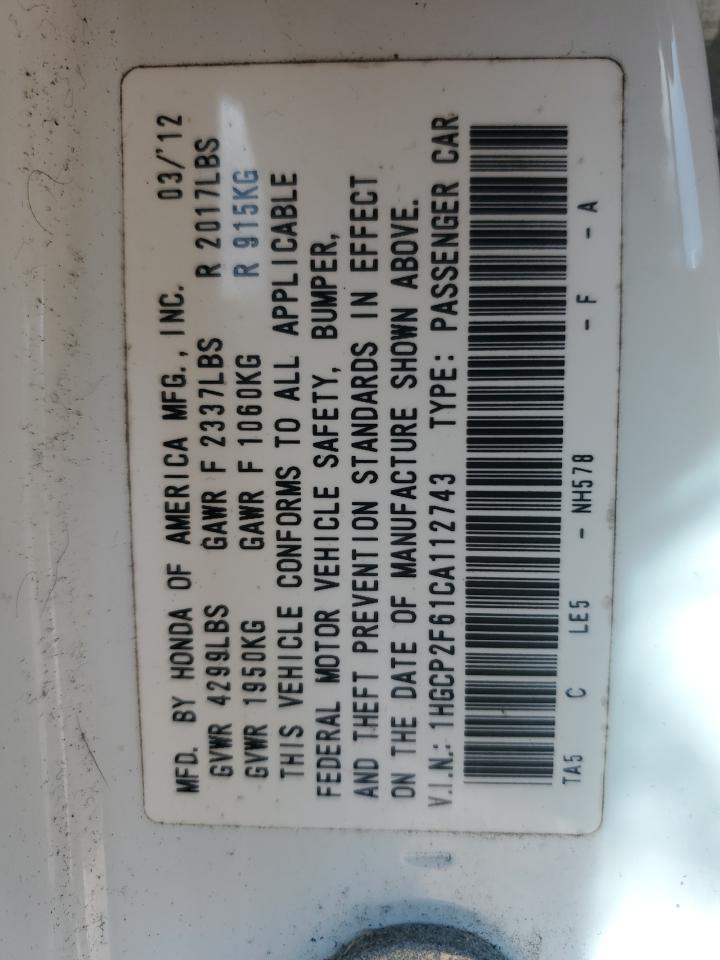 MFD. BY HONDA OF AMERICA MFG., INC. 03/'12
GVWR 4299LBS GAWR F 2337LBS R 2017LBS
GVWR 1950KG GAWR F 1060KG R 915KG
THIS VEHICLE CONFORMS TO ALL APPLICABLE
FEDERAL MOTOR VEHICLE SAFETY, BUMPER,
AND THEFT PREVENTION STANDARDS IN EFFECT
ON THE DATE OF MANUFACTURE SHOWN ABOVE.
V.I.N.: 1HGCP2F61CA112743 TYPE: PASSENGER CAR
TA5 C LE5 - NH578 - F - A